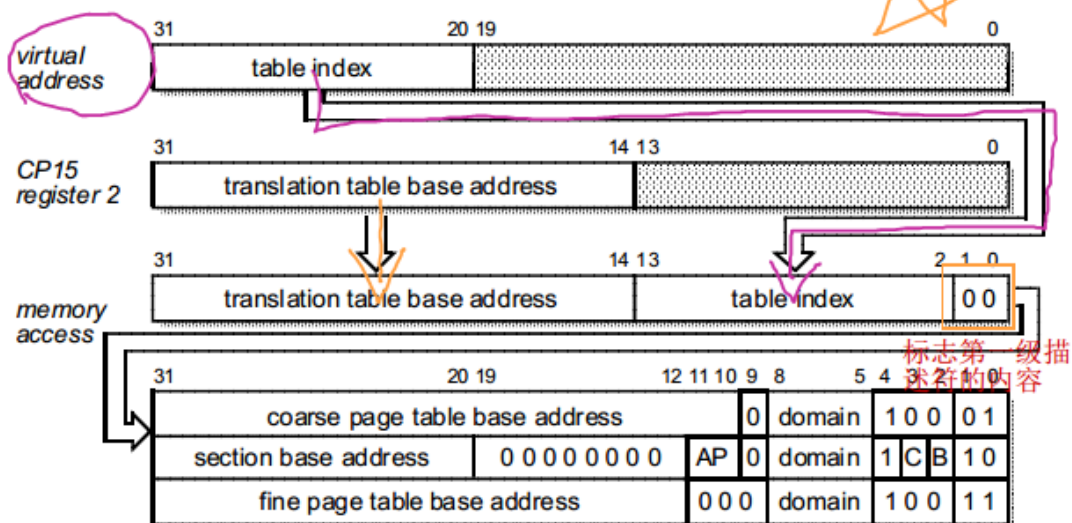 31 20 19 0
virtual address
table index
31 14 13 0
CP15 register 2
translation table base address
31 14 13 2 1 0
memory access
translation table base address table index 0 0
标志第一级描
述符的内容
31 20 19 12 11 10 9 8 5 4 3 2 1 0
coarse page table base address 0 domain 1 0 0 0 1
section base address 0 0 0 0 0 0 0 0 AP 0 domain 1 C B 1 0
fine page table base address 0 0 0 domain 1 0 0 1 1